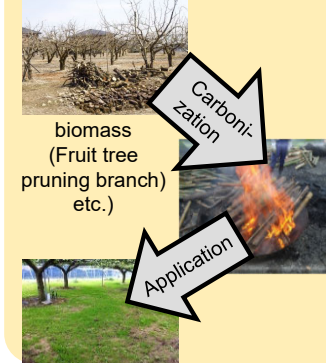 biomass
(Fruit tree
pruning branch)
etc.)
Carboni-
zation
Application